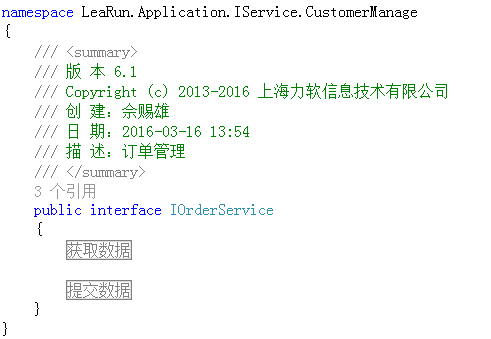 namespace LeaRun.Application.IService.CustomerManage
{
/// <summary>
/// 版 本 6.1
/// Copyright (c) 2013-2016 上海力软信息技术有限公司
/// 创 建：佘赐雄
/// 日 期：2016-03-16 13:54
/// 描 述：订单管理
/// </summary>
3 个引用
public interface IOrderService
{
获取数据
提交数据
}
}